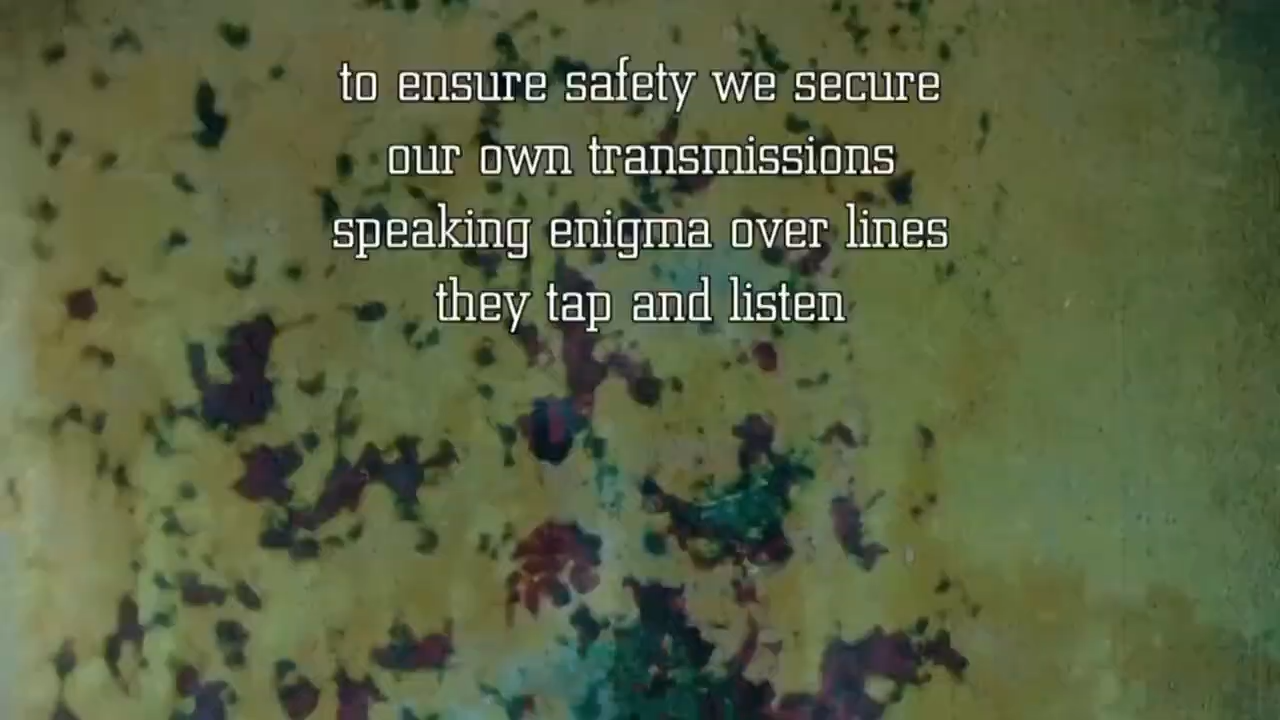 to ensure safety we secure
our own transmissions
speaking enigma over lines
they tap and listen